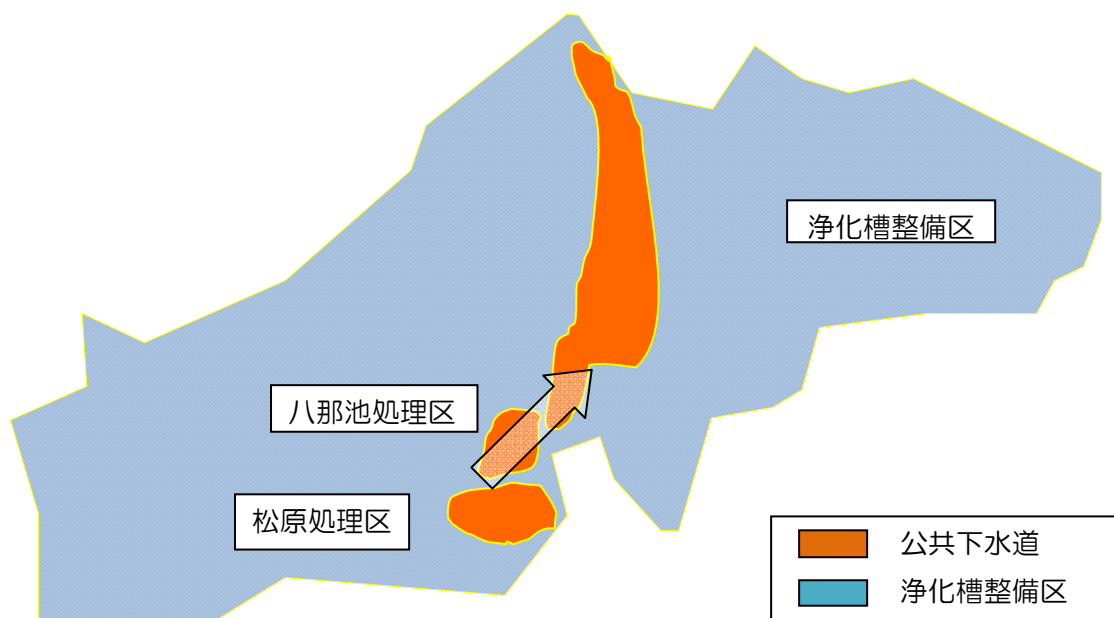 浄化槽整備区
八那池処理区
松原処理区
公共下水道
浄化槽整備区